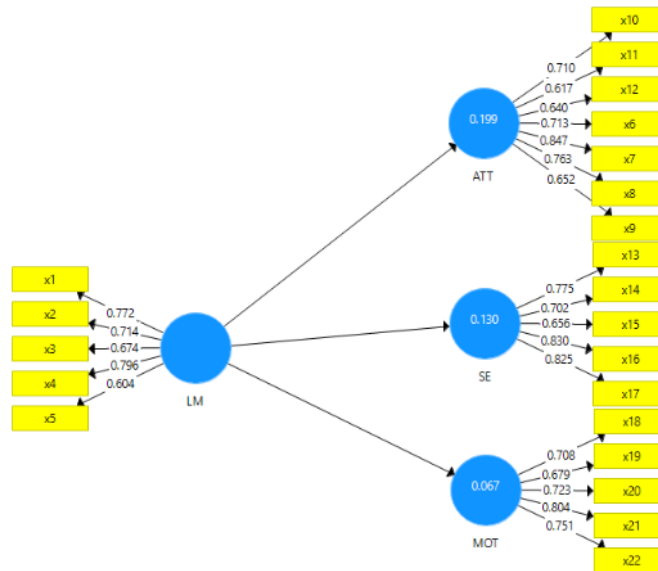 x1
x2
x3
x4
x5
0.772
0.714
0.674
0.796
0.604
LM
0.199
ATT
0.130
SE
0.067
MOT
0.710
0.617
0.640
0.713
0.847
0.763
0.652
x10
x11
x12
x6
x7
x8
x9
0.775
0.702
0.656
0.830
0.825
x13
x14
x15
x16
x17
0.708
0.679
0.723
0.804
0.751
x18
x19
x20
x21
x22